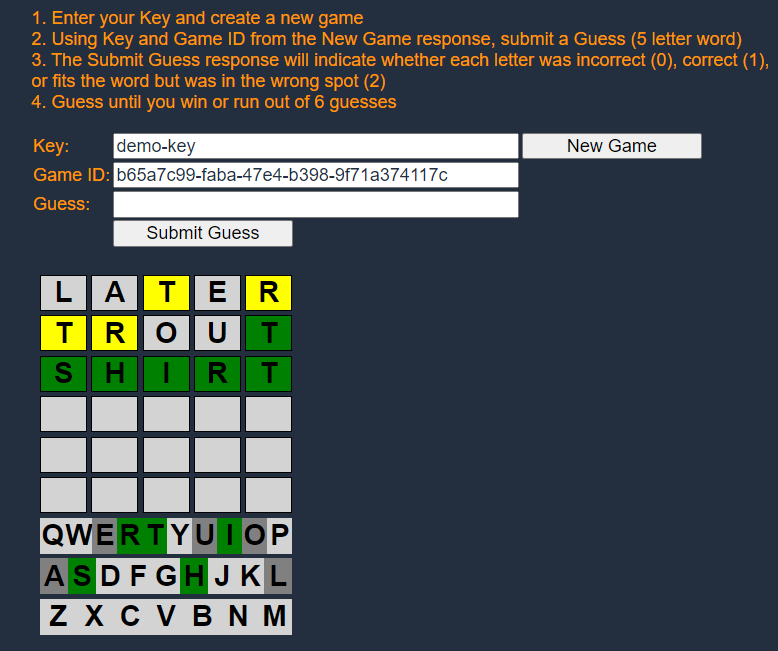 1. Enter your Key and create a new game
2. Using Key and Game ID from the New Game response, submit a Guess (5 letter word)
3. The Submit Guess response will indicate whether each letter was incorrect (0), correct (1),
or fits the word but was in the wrong spot (2)
4. Guess until you win or run out of 6 guesses
Key: demo-key New Game
Game ID: b65a7c99-faba-47e4-b398-9f71a374117c
Guess:
Submit Guess
L A T E R
T R O U T
S H I R T
Q W E R T Y U I O P
A S D F G H J K L
Z X C V B N M